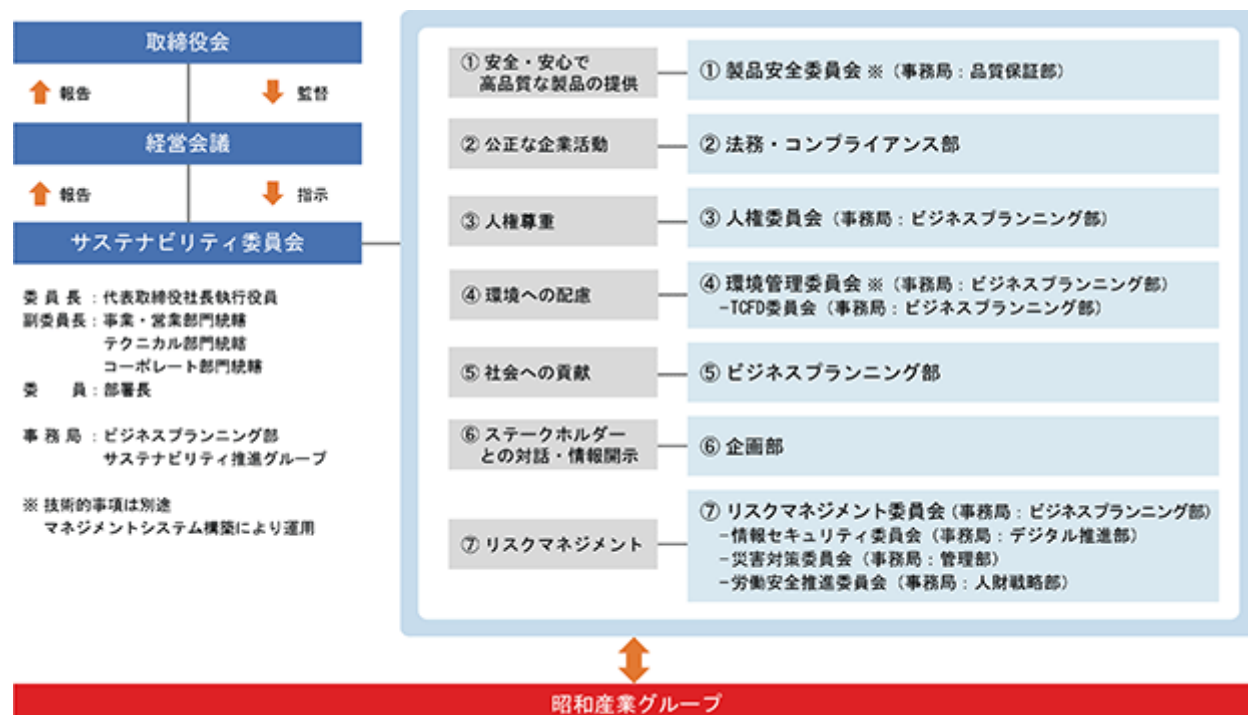 取締役会
報告
監督
経営会議
報告
指示
サステナビリティ委員会
委員長：代表取締役社長執行役員
副委員長：事業・営業部門統轄
テクニカル部門統轄
コーポレート部門統轄
委　員：部署長
事務局：ビジネスプランニング部
サステナビリティ推進グループ
※ 技術的事項は別途
マネジメントシステム構築により運用
① 安全・安心で
高品質な製品の提供
① 製品安全委員会 ※（事務局：品質保証部）
② 公正な企業活動
② 法務・コンプライアンス部
③ 人権尊重
③ 人権委員会（事務局：ビジネスプランニング部）
④ 環境への配慮
④ 環境管理委員会 ※（事務局：ビジネスプランニング部）
－TCFD委員会（事務局：ビジネスプランニング部）
⑤ 社会への貢献
⑤ ビジネスプランニング部
⑥ ステークホルダー
との対話・情報開示
⑥ 企画部
⑦ リスクマネジメント
⑦ リスクマネジメント委員会（事務局：ビジネスプランニング部）
－情報セキュリティ委員会（事務局：デジタル推進部）
－災害対策委員会（事務局：管理部）
－労働安全推進委員会（事務局：人財戦略部）
昭和産業グループ